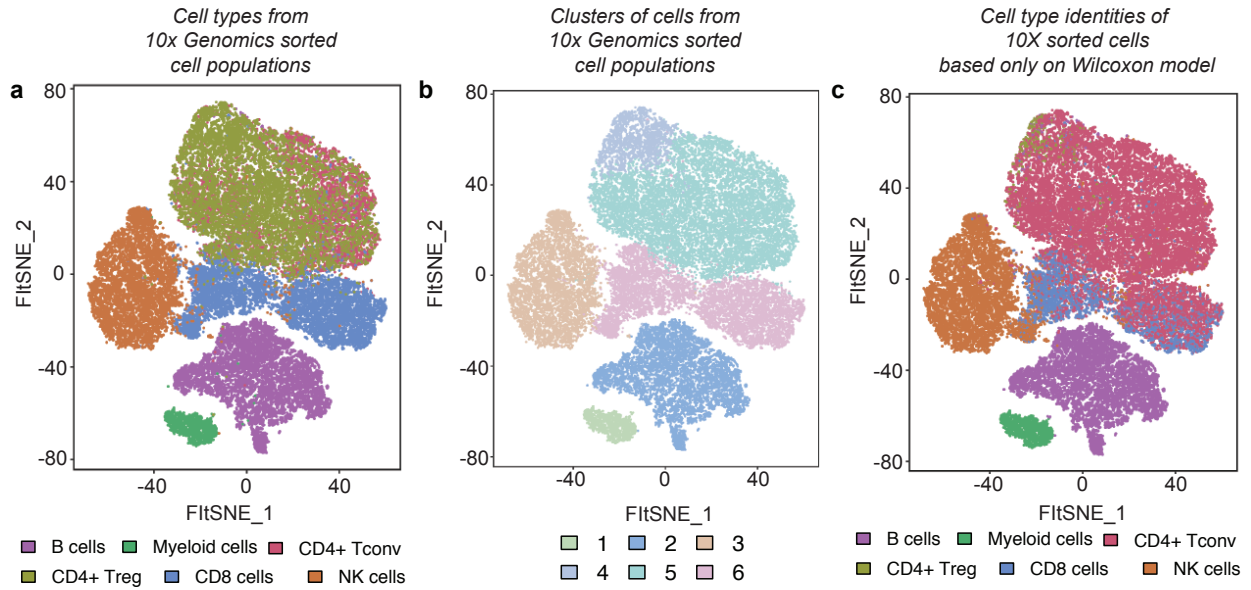 Cell types from
10x Genomics sorted
cell populations
Clusters of cells from
10x Genomics sorted
cell populations
Cell type identities of
10X sorted cells
based only on Wilcoxon model
a
80
40
0
-40
-80
FItSNE_2
-40
0
40
FItSNE_1
B cells
Myeloid cells
CD4+ Tconv
CD4+ Treg
CD8 cells
NK cells
b
80
40
0
-40
-80
FItSNE_2
-40
0
40
FItSNE_1
1
2
3
4
5
6
c
80
40
0
-40
-80
FItSNE_2
-40
0
40
FItSNE_1
B cells
Myeloid cells
CD4+ Tconv
CD4+ Treg
CD8 cells
NK cells